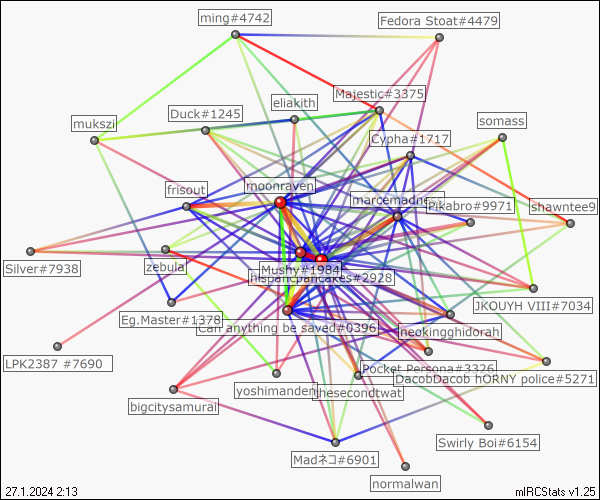 ming#4742
Fedora Stoat#4479
Majestic#3375
eliakith
Duck#1245
somass
mukszi
Cypha#1717
frisout
moonraven
marcemadness
Pikabro#9971
shawntee9
Mushy#1984
hispanicpancakes#2928
Silver#7938
zebula
JKOUYH VIII#7034
Eg.Master#1378
Can anything be saved#0396
neokingghidorah
LPK2387 #7690
Pocket Persona#3326
DacobDacob hORNY police#5271
yoshimanden
thesecondtwat
bigcitysamurai
Swirly Boi#6154
Madネコ#6901
normalwan
27.1.2024 2:13
mIRCStats v1.25